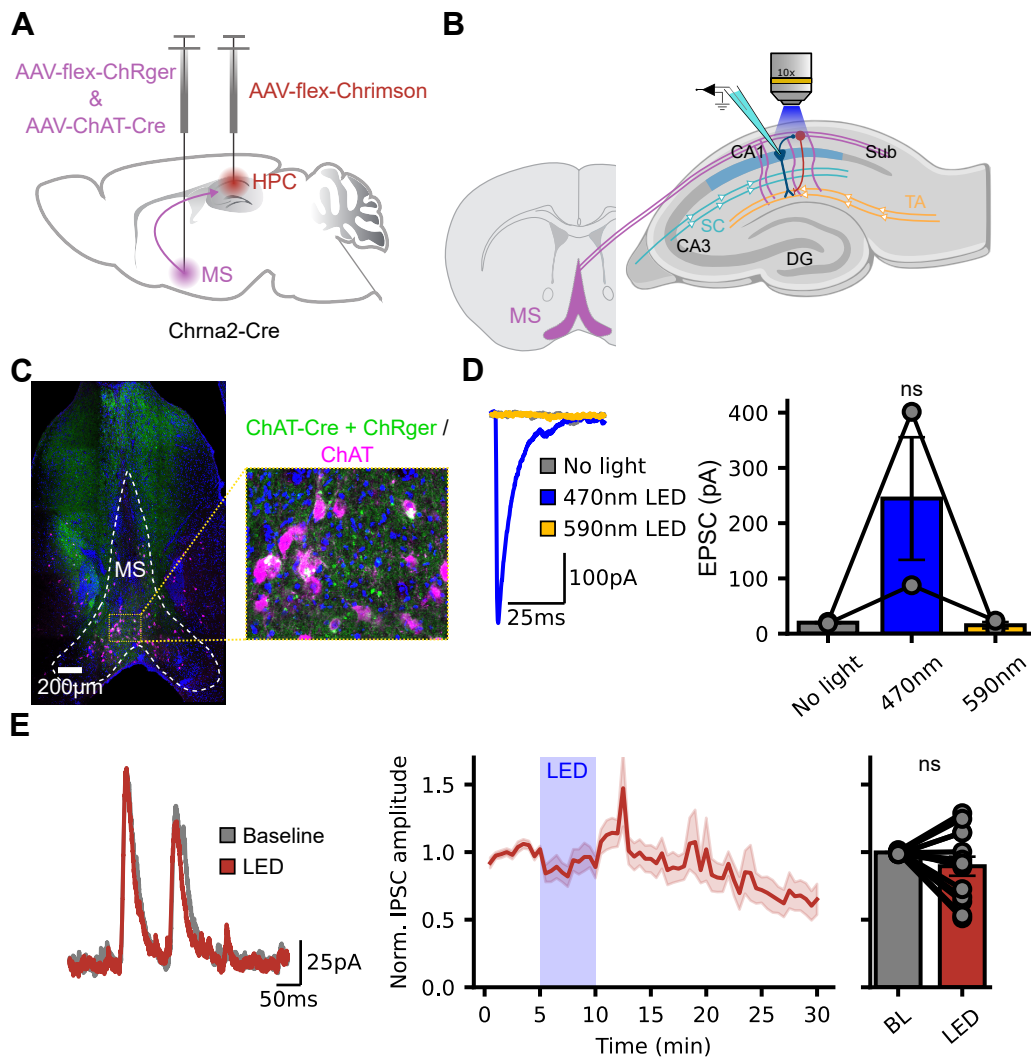 A
AAV-flex-ChRger
&
AAV-ChAT-Cre
AAV-flex-Chrimson
HPC
MS
Chrna2-Cre
B
10x
CA1
Sub
SC
TA
CA3
DG
MS
C
MS
200μm
ChAT-Cre + ChRger /
ChAT
D
No light
470nm LED
590nm LED
100pA
25ms
ns
EPSC (pA)
400
300
200
100
0
No light
470nm
590nm
E
Baseline
LED
25pA
50ms
Norm. IPSC amplitude
1.5
1.0
0.5
0.0
LED
0
5
10
15
20
25
30
Time (min)
ns
BL
LED